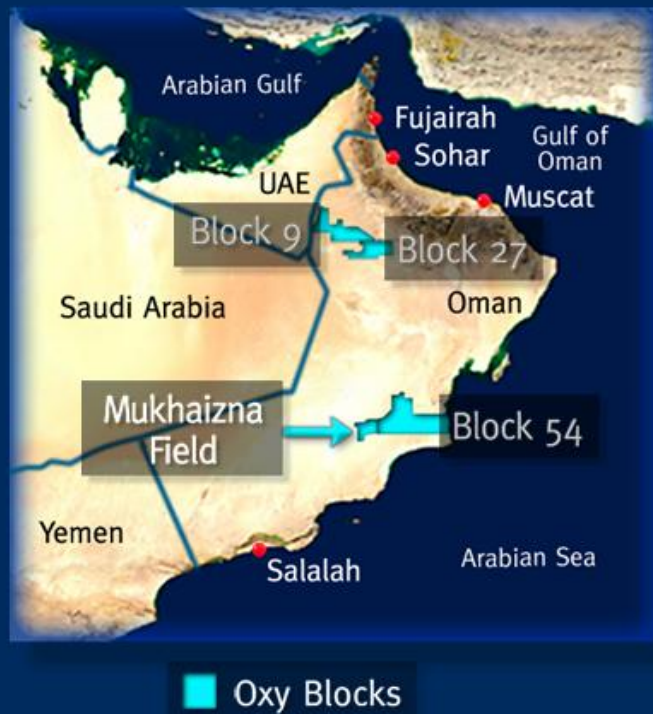 Arabian Gulf
Fujairah
Gulf of
Oman
Sohar
UAE
Muscat
Block 9
Block 27
Saudi Arabia
Oman
Mukhaizna
Field
Block 54
Yemen
Salalah
Arabian Sea
Oxy Blocks